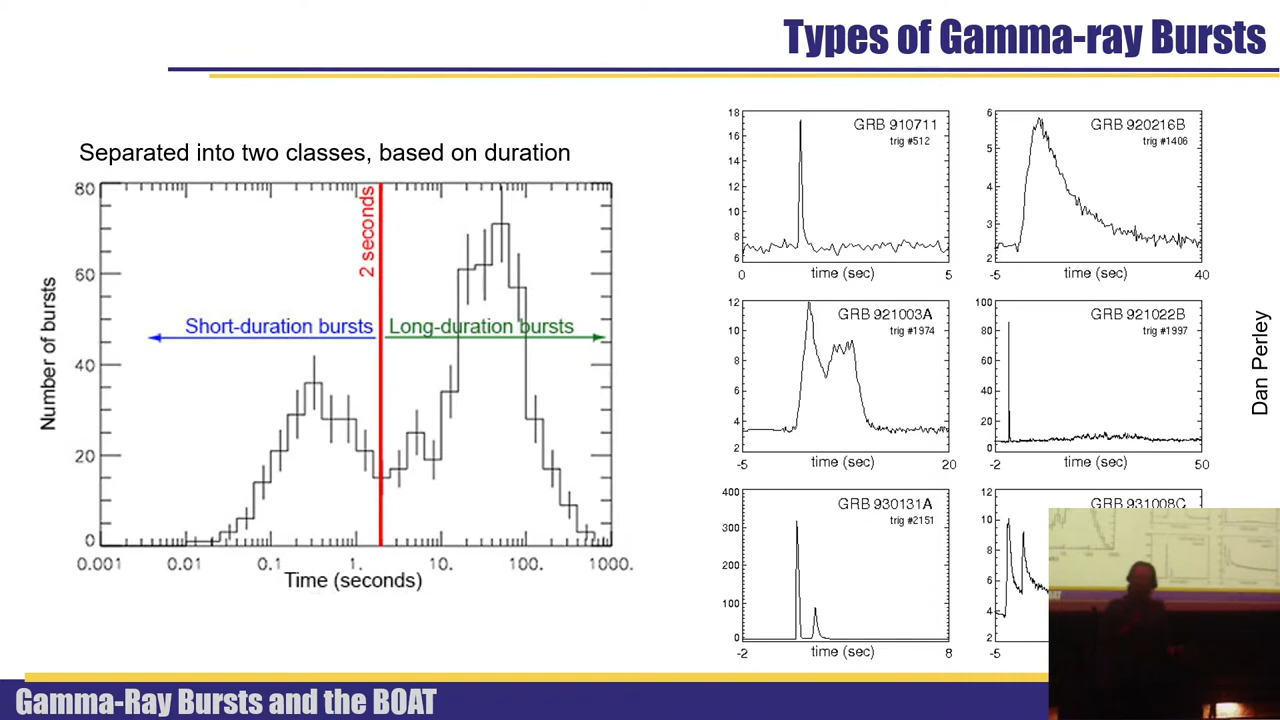 Types of Gamma-ray Bursts
Separated into two classes, based on duration
80
60
40
20
0
Number of bursts
2 seconds
Short-duration bursts
Long-duration bursts
0.001
0.01
0.1
1.
10.
100.
1000.
Time (seconds)
18
16
14
12
10
8
6
GRB 910711
trig #512
0
time (sec)
5
6
5
4
3
2
GRB 920216B
trig #1406
-5
time (sec)
40
12
10
8
6
4
2
GRB 921003A
trig #1974
-5
time (sec)
20
100
80
60
40
20
0
GRB 921022B
trig #1997
-2
time (sec)
50
400
300
200
100
0
GRB 930131A
trig #2151
-2
time (sec)
8
12
10
8
6
4
2
GRB 931008C
-5
Dan Perley
BOAT
Gamma-Ray Bursts and the BOAT